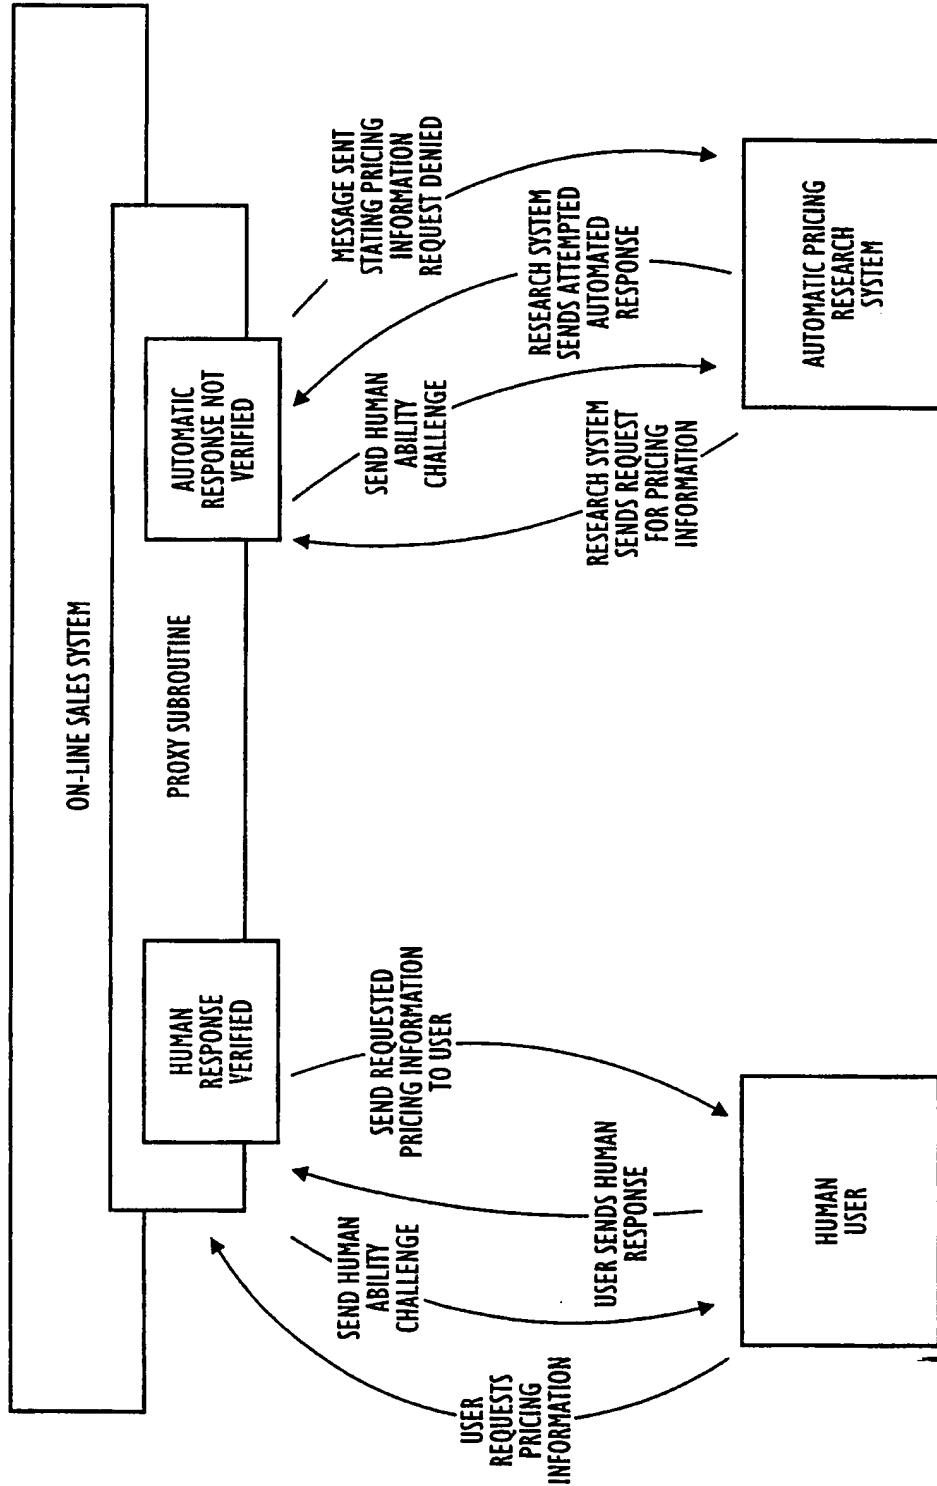 ON-LINE SALES SYSTEM
PROXY SUBROUTINE
HUMAN
RESPONSE
VERIFIED
AUTOMATIC
RESPONSE NOT
VERIFIED
USER
REQUESTS
PRICING
INFORMATION
SEND HUMAN
ABILITY
CHALLENGE
USER SENDS HUMAN
RESPONSE
SEND REQUESTED
PRICING INFORMATION
TO USER
HUMAN
USER
RESEARCH SYSTEM
SENDS REQUEST
FOR PRICING
INFORMATION
SEND HUMAN
ABILITY
CHALLENGE
RESEARCH SYSTEM
SENDS ATTEMPTED
AUTOMATED
RESPONSE
MESSAGE SENT
STATING PRICING
INFORMATION
REQUEST DENIED
AUTOMATIC PRICING
RESEARCH
SYSTEM